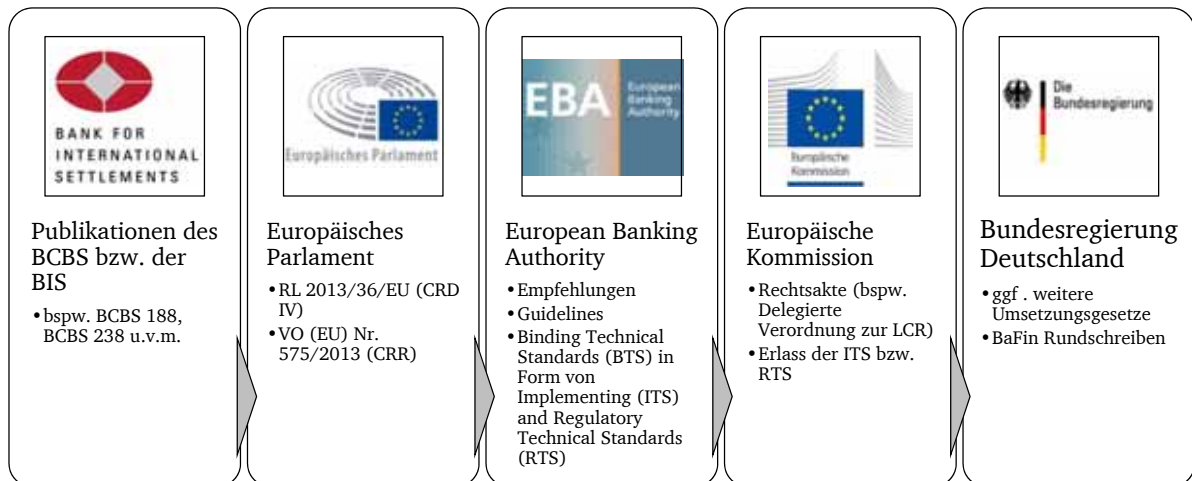 BANK FOR
INTERNATIONAL
SETTLEMENTS
Publikationen des
BCBS bzw. der
BIS
•bspw. BCBS 188,
BCBS 238 u.v.m.
Europäisches Parlament
Europäisches
Parlament
•RL 2013/36/EU (CRD
IV)
•VO (EU) Nr.
575/2013 (CRR)
EBA
European
Banking
Authority
European Banking
Authority
•Empfehlungen
•Guidelines
•Binding Technical
Standards (BTS) in
Form von
Implementing (ITS)
and Regulatory
Technical Standards
(RTS)
Europäische
Kommission
Europäische
Kommission
•Rechtsakte (bspw.
Delegierte
Verordnung zur LCR)
•Erlass der ITS bzw.
RTS
Die
Bundesregierung
Bundesregierung
Deutschland
•ggf . weitere
Umsetzungsgesetze
•BaFin Rundschreiben